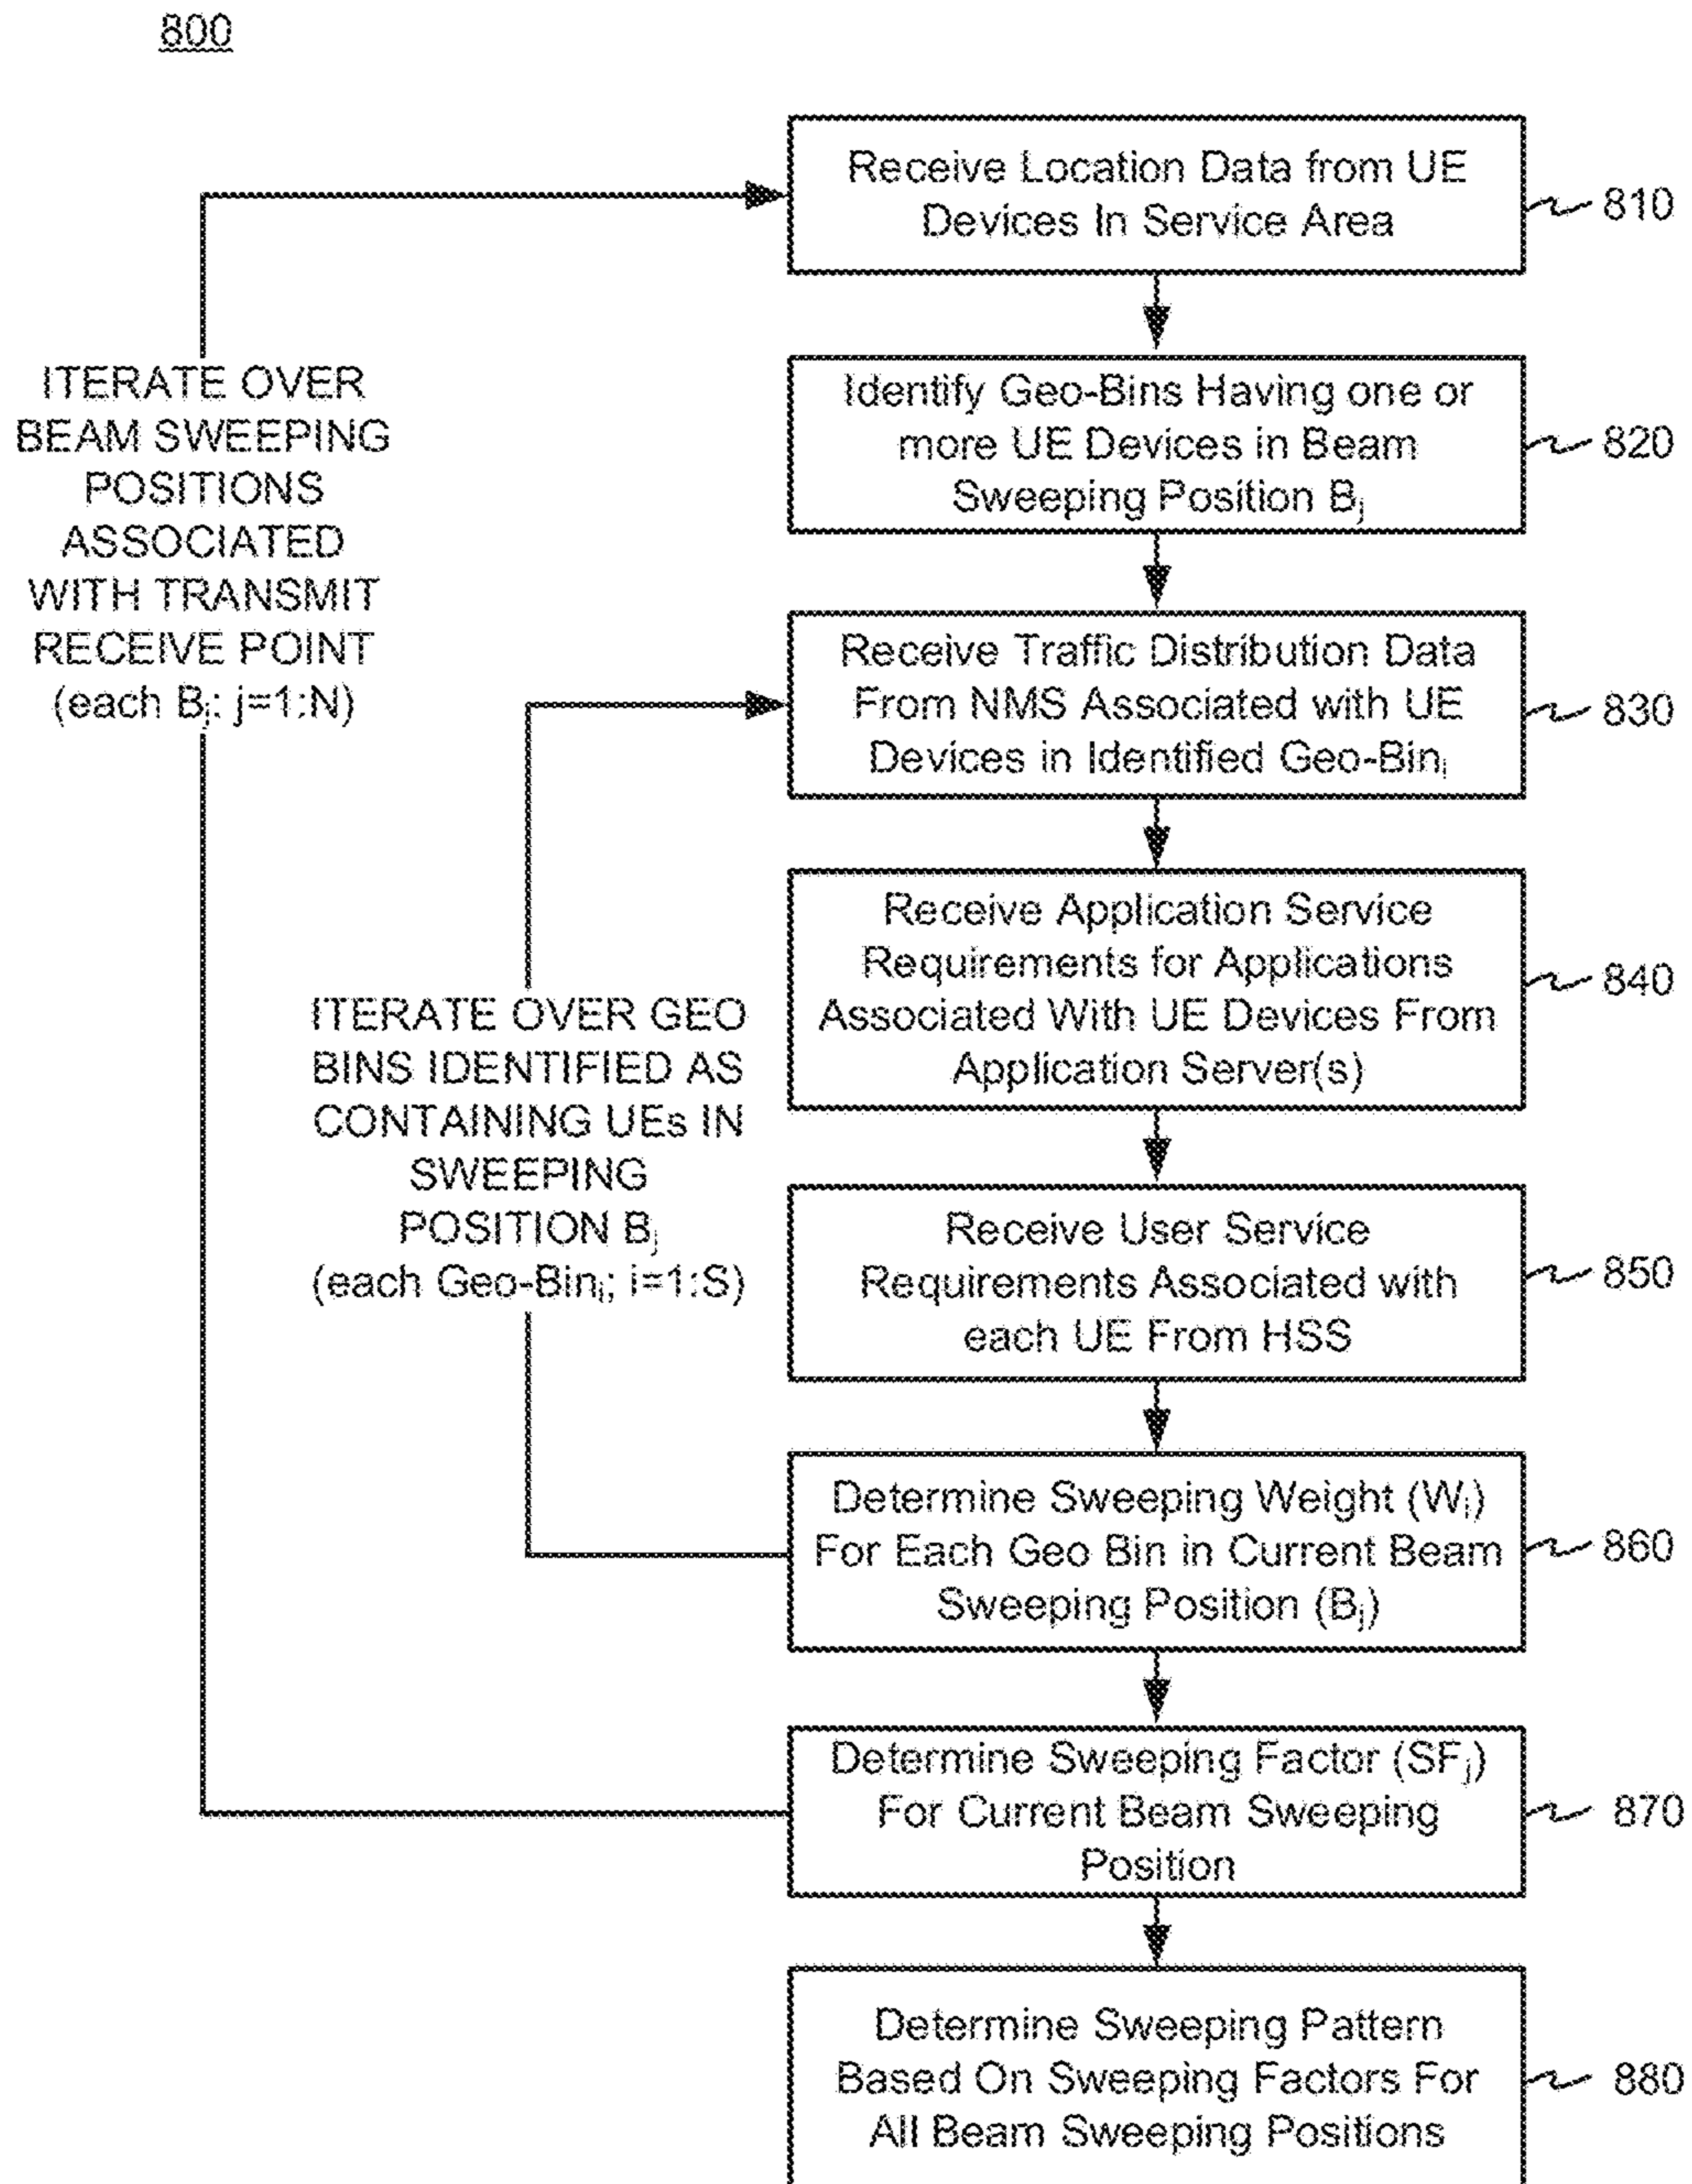 800
Receive Location Data from UE
Devices In Service Area
810
Identify Geo-Bins Having one or
more UE Devices in Beam
Sweeping Position Bj
820
Receive Traffic Distribution Data
From NMS Associated with UE
Devices in Identified Geo-Bini
830
Receive Application Service
Requirements for Applications
Associated With UE Devices From
Application Server(s)
840
Receive User Service
Requirements Associated with
each UE From HSS
850
Determine Sweeping Weight (Wi)
For Each Geo Bin in Current Beam
Sweeping Position (Bj)
860
Determine Sweeping Factor (SFj)
For Current Beam Sweeping
Position
870
Determine Sweeping Pattern
Based On Sweeping Factors For
All Beam Sweeping Positions
880
ITERATE OVER
BEAM SWEEPING
POSITIONS
ASSOCIATED
WITH TRANSMIT
RECEIVE POINT
(each Bj: j=1:N)
ITERATE OVER GEO
BINS IDENTIFIED AS
CONTAINING UEs IN
SWEEPING
POSITION Bj
(each Geo-Bini; i=1:S)